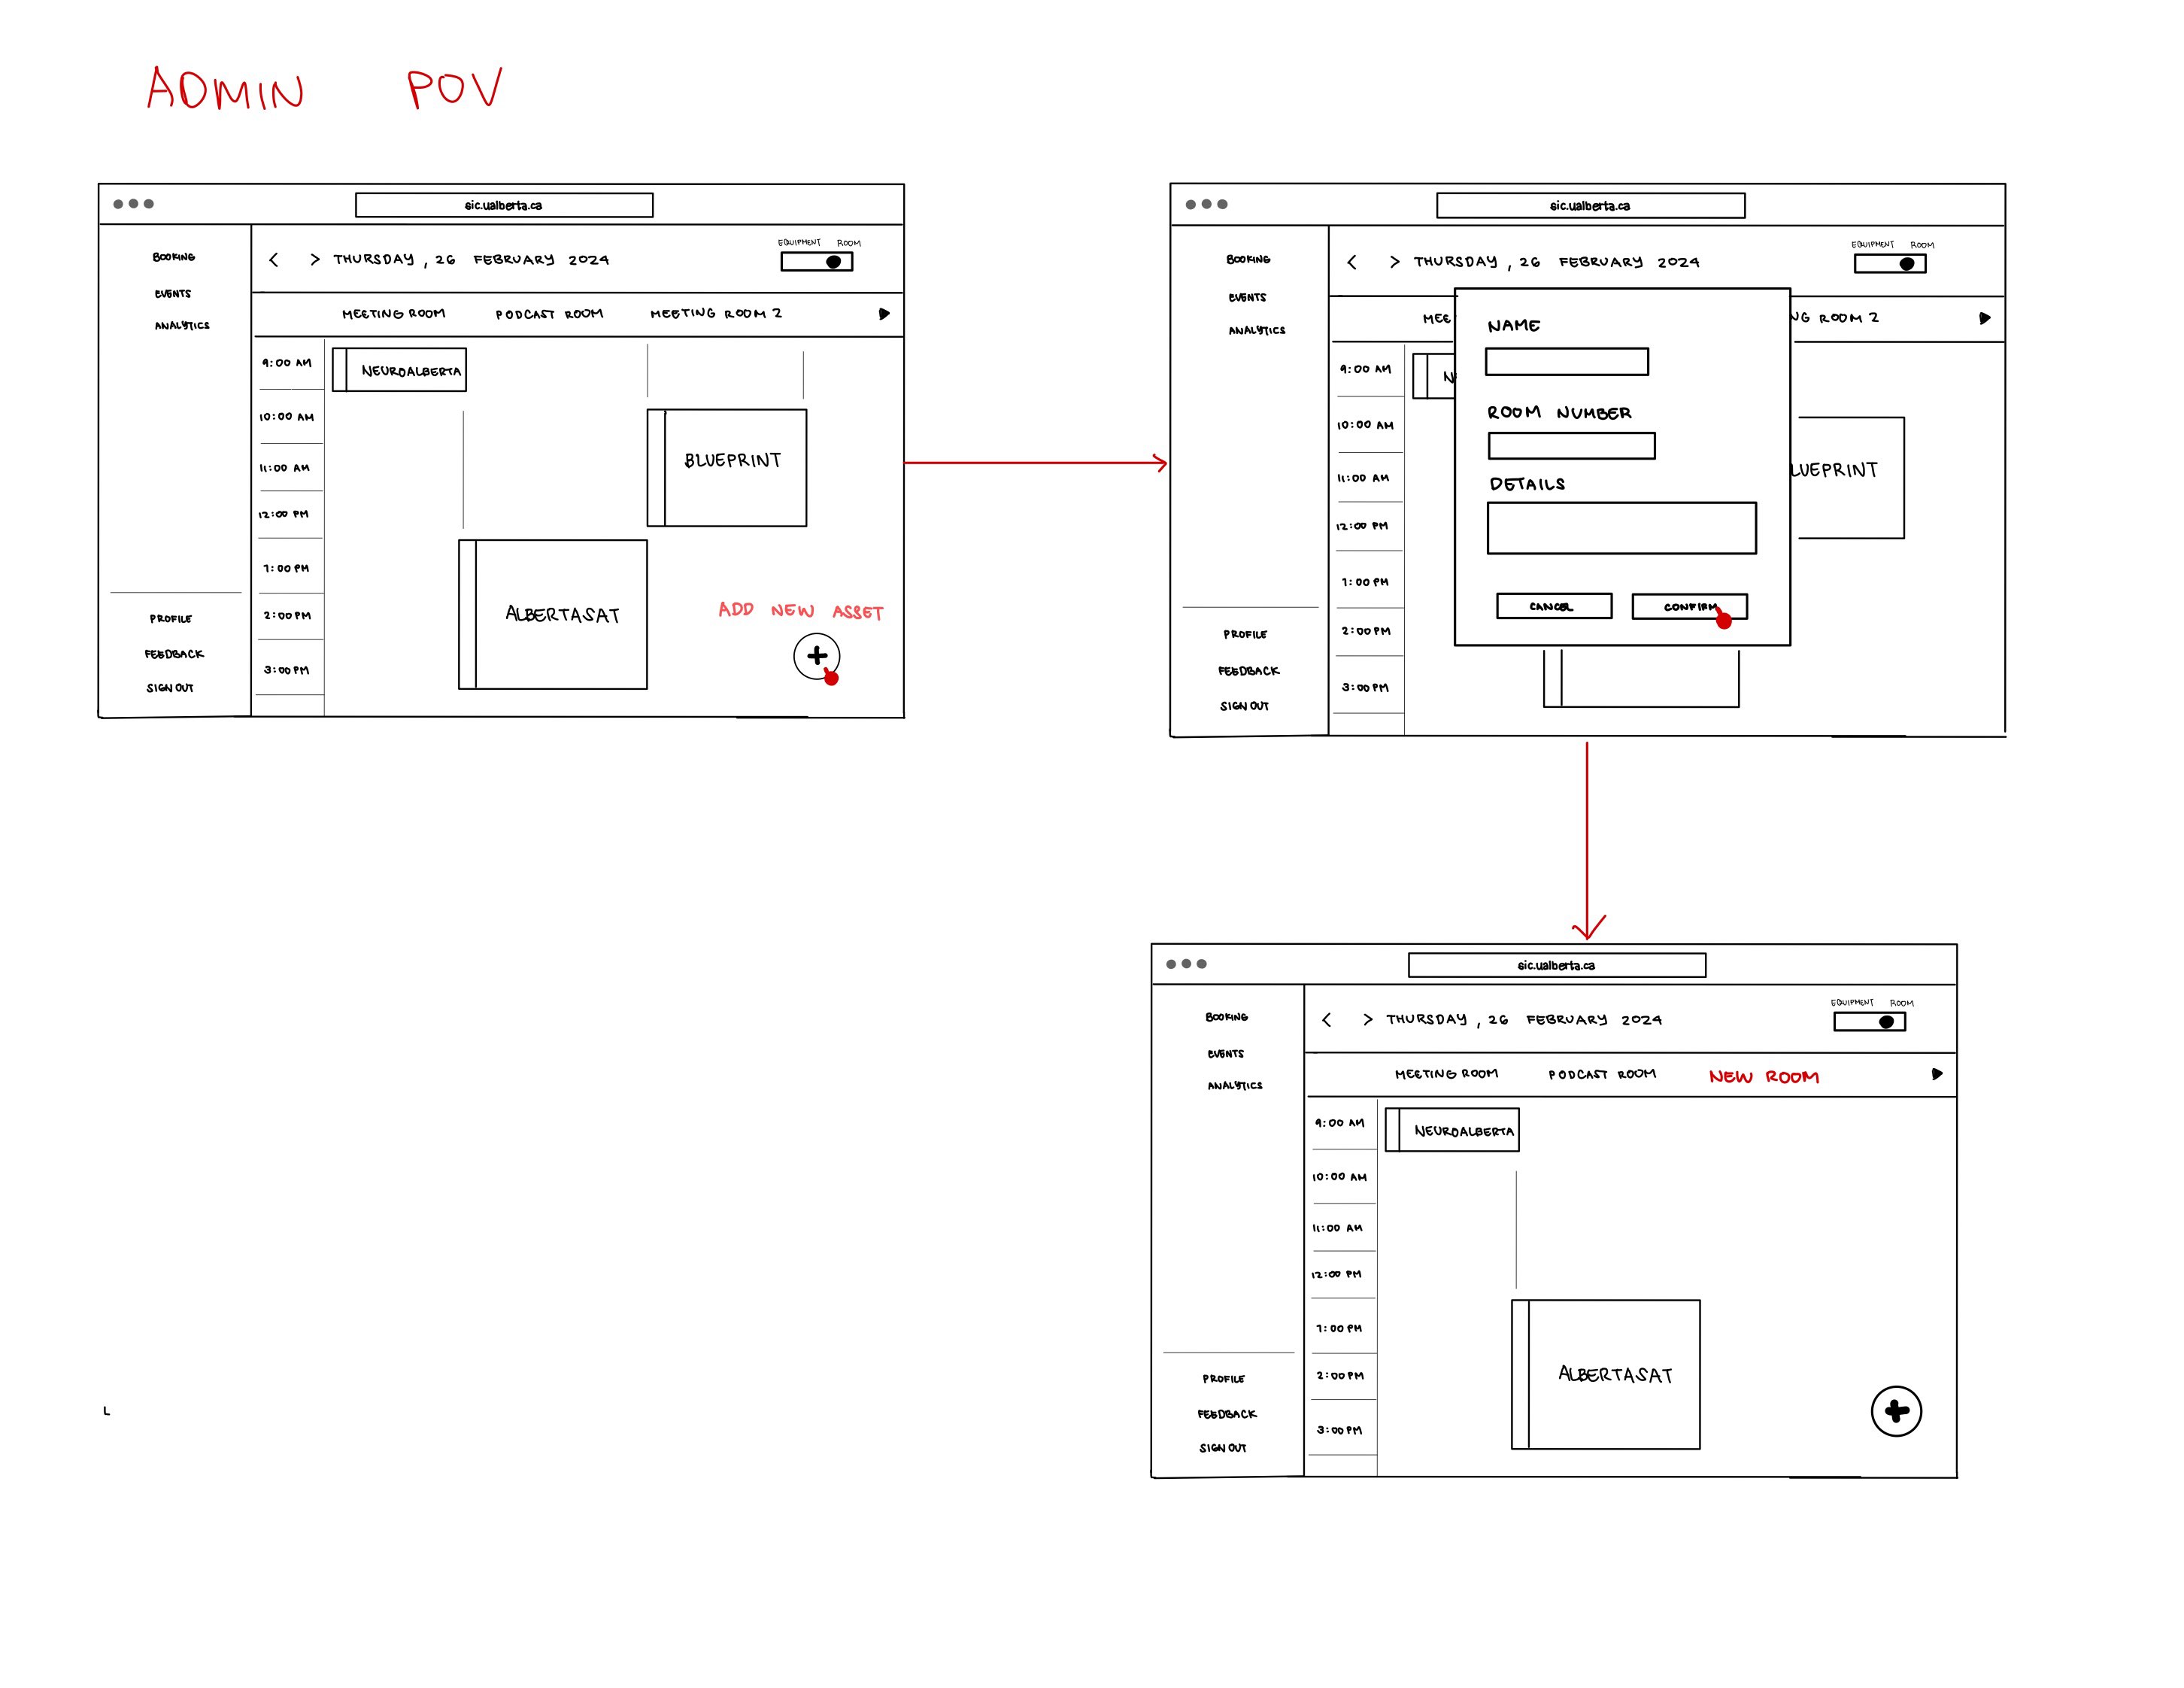 ADMIN POV
sic.ualberta.ca
BOOKING
EVENTS
ANALYTICS
PROFILE
FEEDBACK
SIGN OUT
< > THURSDAY, 26 FEBRUARY 2024
EQUIPMENT ROOM
MEETING ROOM PODCAST ROOM MEETING ROOM 2
9:00 AM
10:00 AM
11:00 AM
12:00 PM
1:00 PM
2:00 PM
3:00 PM
NEUROALBERTA
BLUEPRINT
ALBERTASAT
ADD NEW ASSET
+
sic.ualberta.ca
BOOKING
EVENTS
ANALYTICS
PROFILE
FEEDBACK
SIGN OUT
< > THURSDAY, 26 FEBRUARY 2024
EQUIPMENT ROOM
MEE NG ROOM 2
9:00 AM
10:00 AM
11:00 AM
12:00 PM
1:00 PM
2:00 PM
3:00 PM
N
LUEPRINT
NAME
ROOM NUMBER
DETAILS
CANCEL CONFIRM
sic.ualberta.ca
BOOKING
EVENTS
ANALYTICS
PROFILE
FEEDBACK
SIGN OUT
< > THURSDAY, 26 FEBRUARY 2024
EQUIPMENT ROOM
MEETING ROOM PODCAST ROOM NEW ROOM
9:00 AM
10:00 AM
11:00 AM
12:00 PM
1:00 PM
2:00 PM
3:00 PM
NEUROALBERTA
ALBERTASAT
+
L